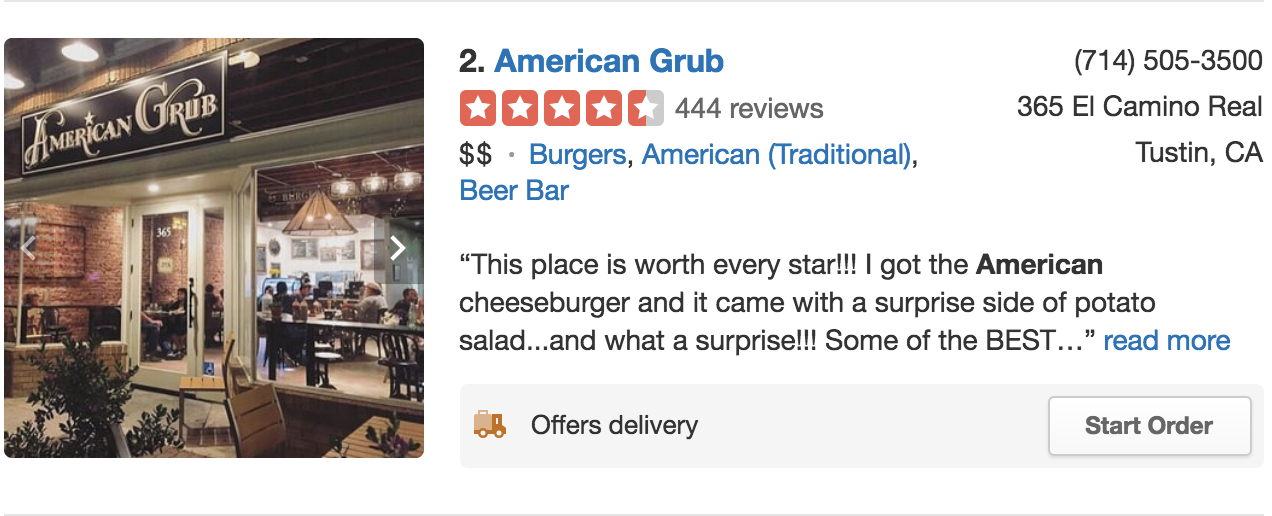 2. American Grub
444 reviews
$$ · Burgers, American (Traditional),
Beer Bar
(714) 505-3500
365 El Camino Real
Tustin, CA
“This place is worth every star!!! I got the American
cheeseburger and it came with a surprise side of potato
salad...and what a surprise!!! Some of the BEST…” read more
Offers delivery
Start Order
AMERICAN GRUB
365